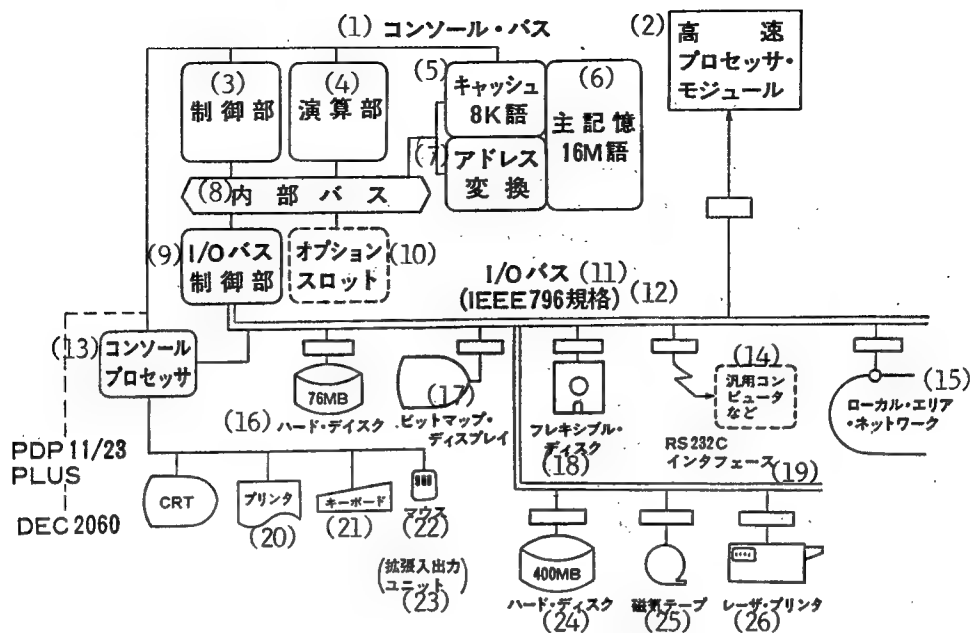 (1) コンソール・バス
(2) 高速
プロセッサ・
モジュール
(3)
制御部
(4)
演算部
(5)
キャッシュ
8K語
(6)
主記憶
16M語
(7) アドレス
変換
(8) 内部バス
(9) I/Oバス
制御部
オプション (10)
スロット
I/Oバス (11)
(IEEE796規格) (12)
(13) コンソール
プロセッサ
76MB
(16) ハード・デイスク
(17)
ビットマップ・
ディスプレイ
フレキシブル・
ディスク
(18)
(14)
汎用コン
ピュータ
など
RS232C
インタフェース
(19)
(15)
ローカル・エリア
・ネットワーク
PDP 11/23
PLUS
DEC 2060
CRT
プリンタ
(20)
キーボード
(21)
マウス
(22)
(拡張入出力
ユニット)
(23)
400MB
ハード・ディスク
(24)
磁気テープ
(25)
レーザ・プリンタ
(26)